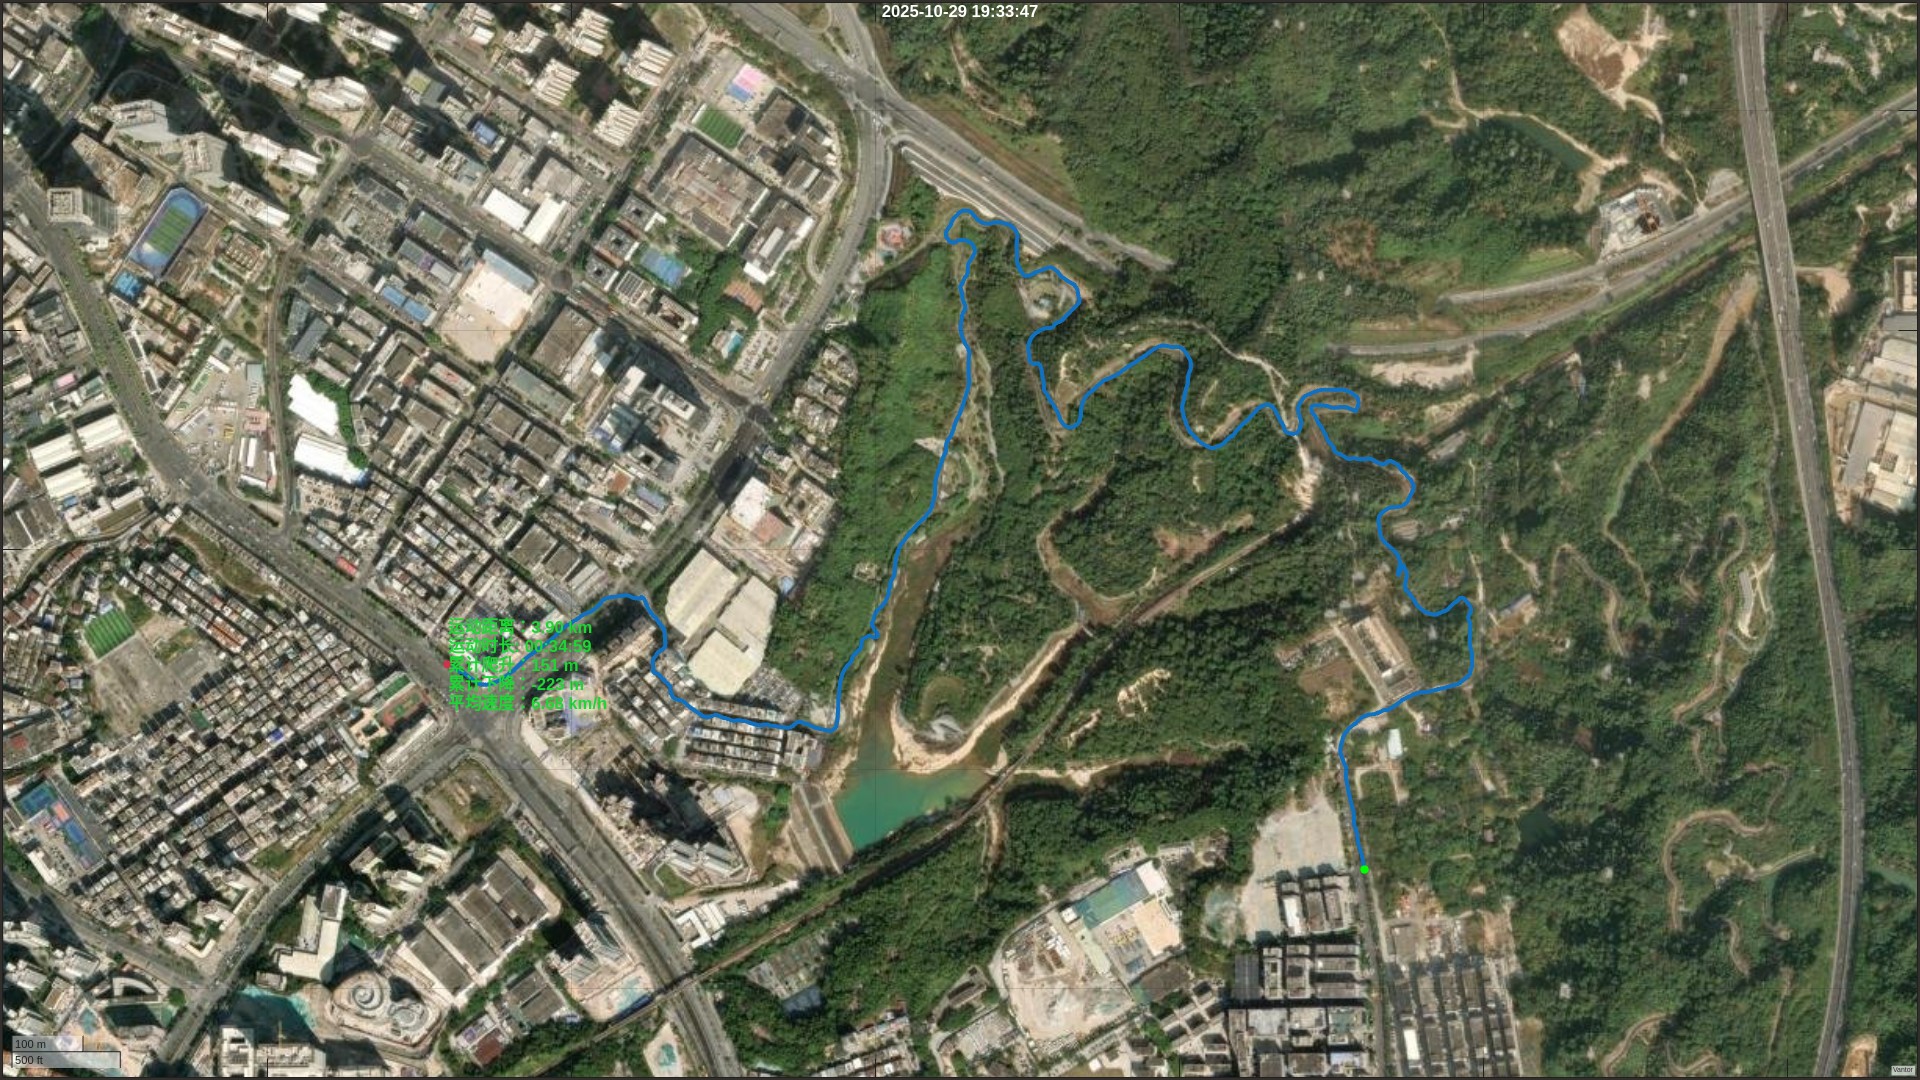 2025-10-29 19:33:47
运动距离：3.90 km
运动时长: 00:34:59
累计爬升：151 m
累计下降：-223 m
平均速度：6.68 km/h
100 m
500 ft
Vantor